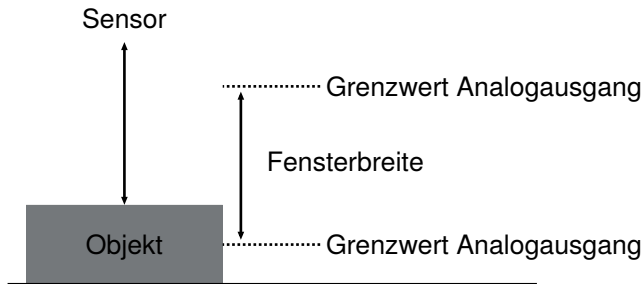 Sensor
Grenzwert Analogausgang
Fensterbreite
Objekt
Grenzwert Analogausgang